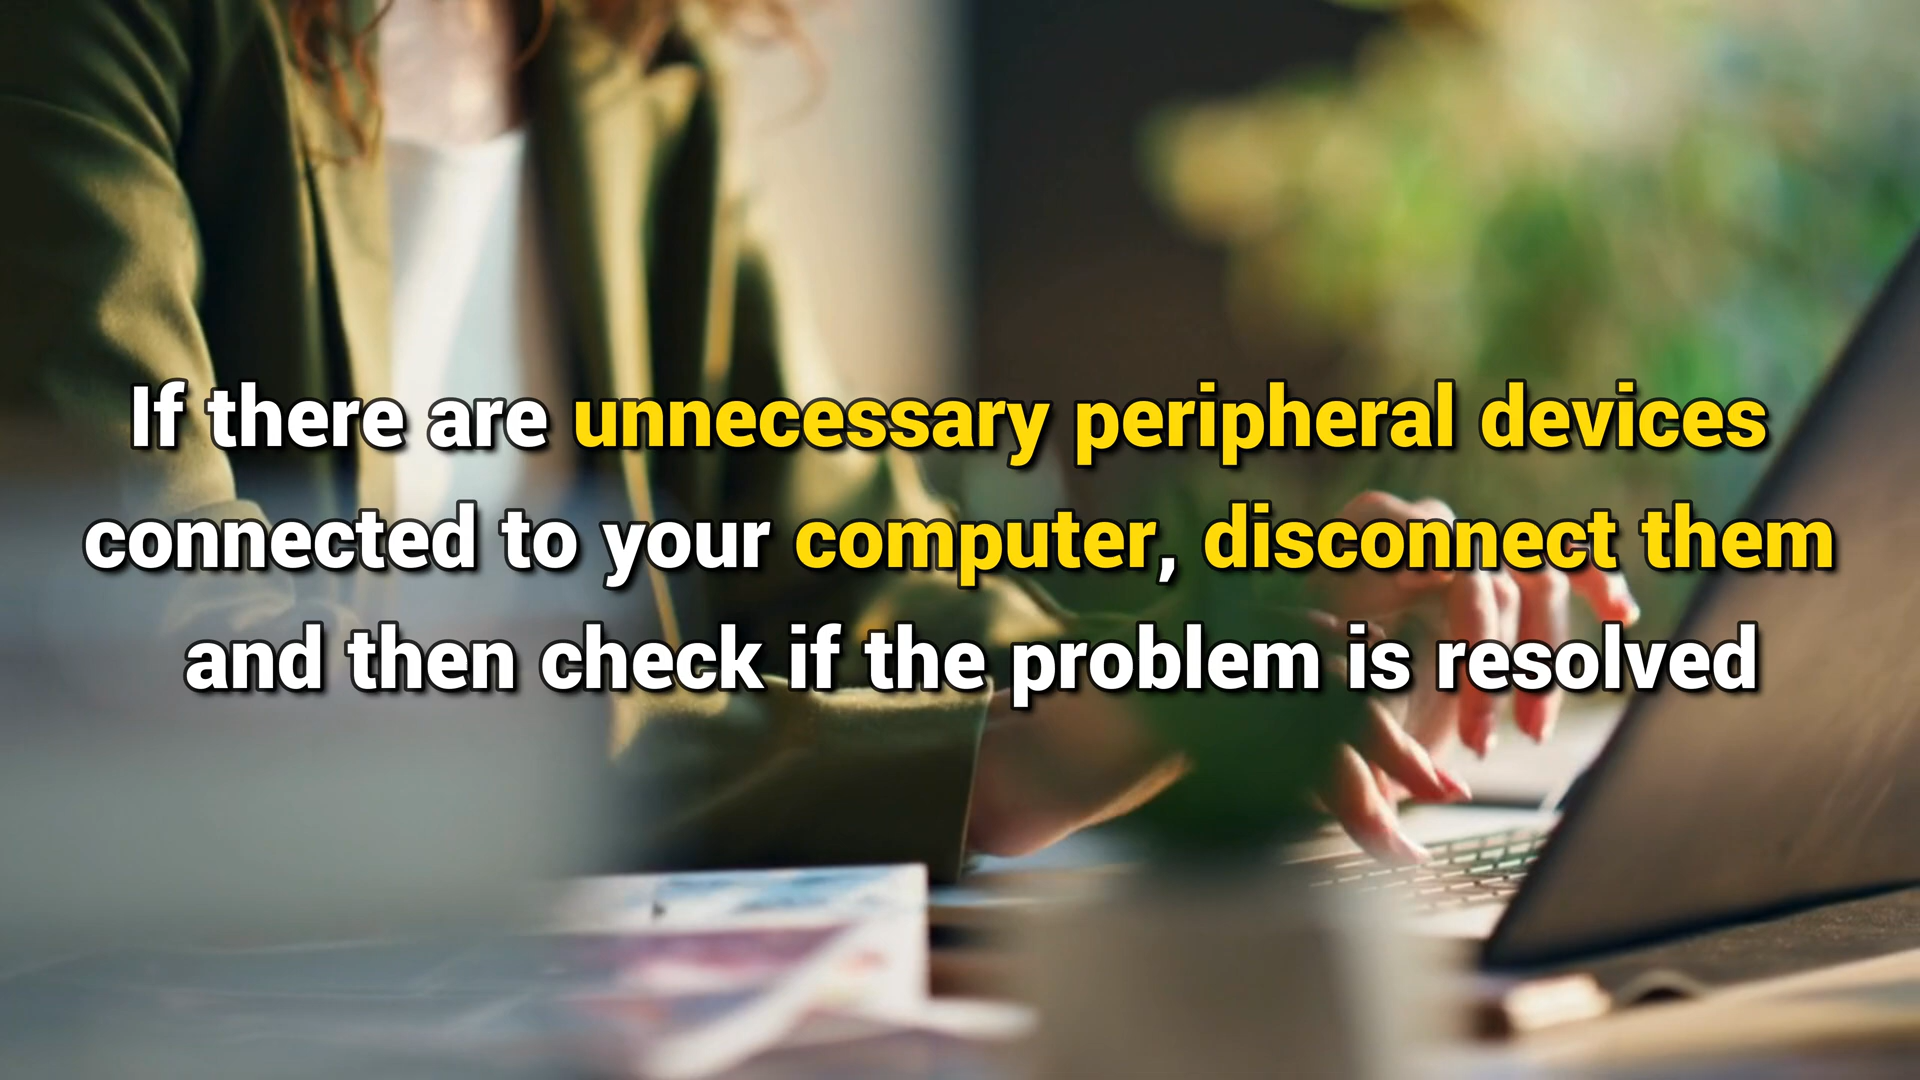 If there are unnecessary peripheral devices
connected to your computer, disconnect them
and then check if the problem is resolved